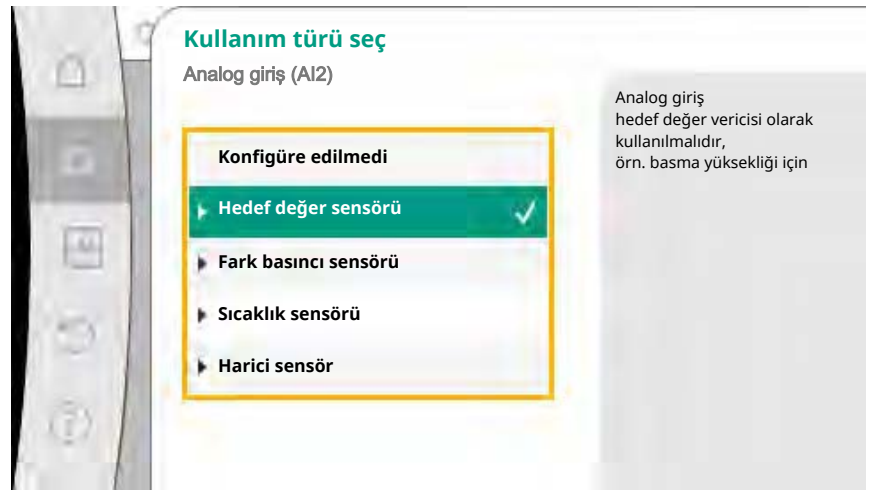 Kullanım türü seç
Analog giriş (AI2)
Konfigüre edilmedi
Hedef değer sensörü
Fark basıncı sensörü
Sıcaklık sensörü
Harici sensör
Analog giriş
hedef değer vericisi olarak
kullanılmalıdır,
örn. basma yüksekliği için